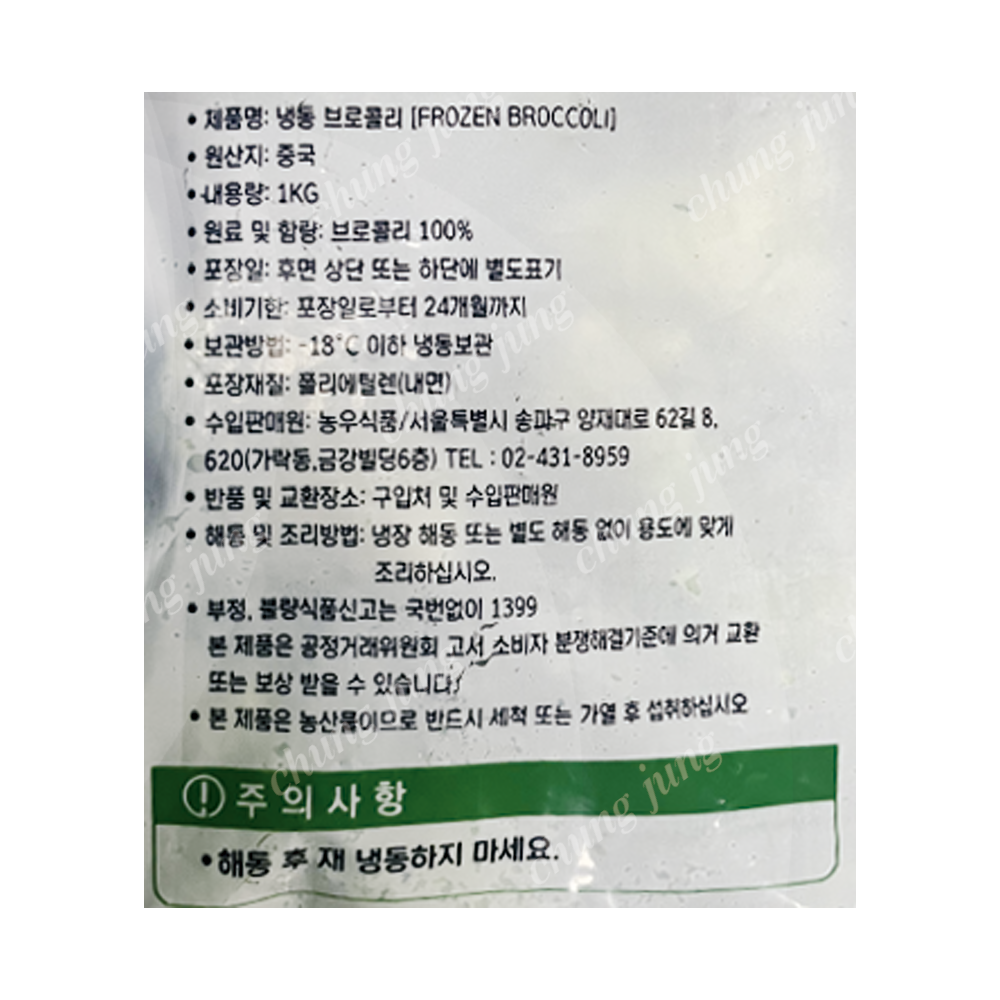 • 제품명: 냉동 브로콜리 [FROZEN BROCCOLI]
• 원산지: 중국
• 내용량: 1KG
• 원료 및 함량: 브로콜리 100%
• 포장일: 후면 상단 또는 하단에 별도표기
• 소비기한: 포장일로부터 24개월까지
• 보관방법: -18°C 이하 냉동보관
• 포장재질: 폴리에틸렌(내면)
• 수입판매원: 농우식품/서울특별시 송파구 양재대로 62길 8,
620(가락동,금강빌딩6층) TEL : 02-431-8959
• 반품 및 교환장소: 구입처 및 수입판매원
• 해동 및 조리방법: 냉장 해동 또는 별도 해동 없이 용도에 맞게
조리하십시오.
• 부정, 불량식품신고는 국번없이 1399
본 제품은 공정거래위원회 고서 소비자 분쟁해결기준에 의거 교환
또는 보상 받을 수 있습니다.
• 본 제품은 농산물이므로 반드시 세척 또는 가열 후 섭취하십시오
! 주의사항
• 해동 후 재 냉동하지 마세요.
chung jung